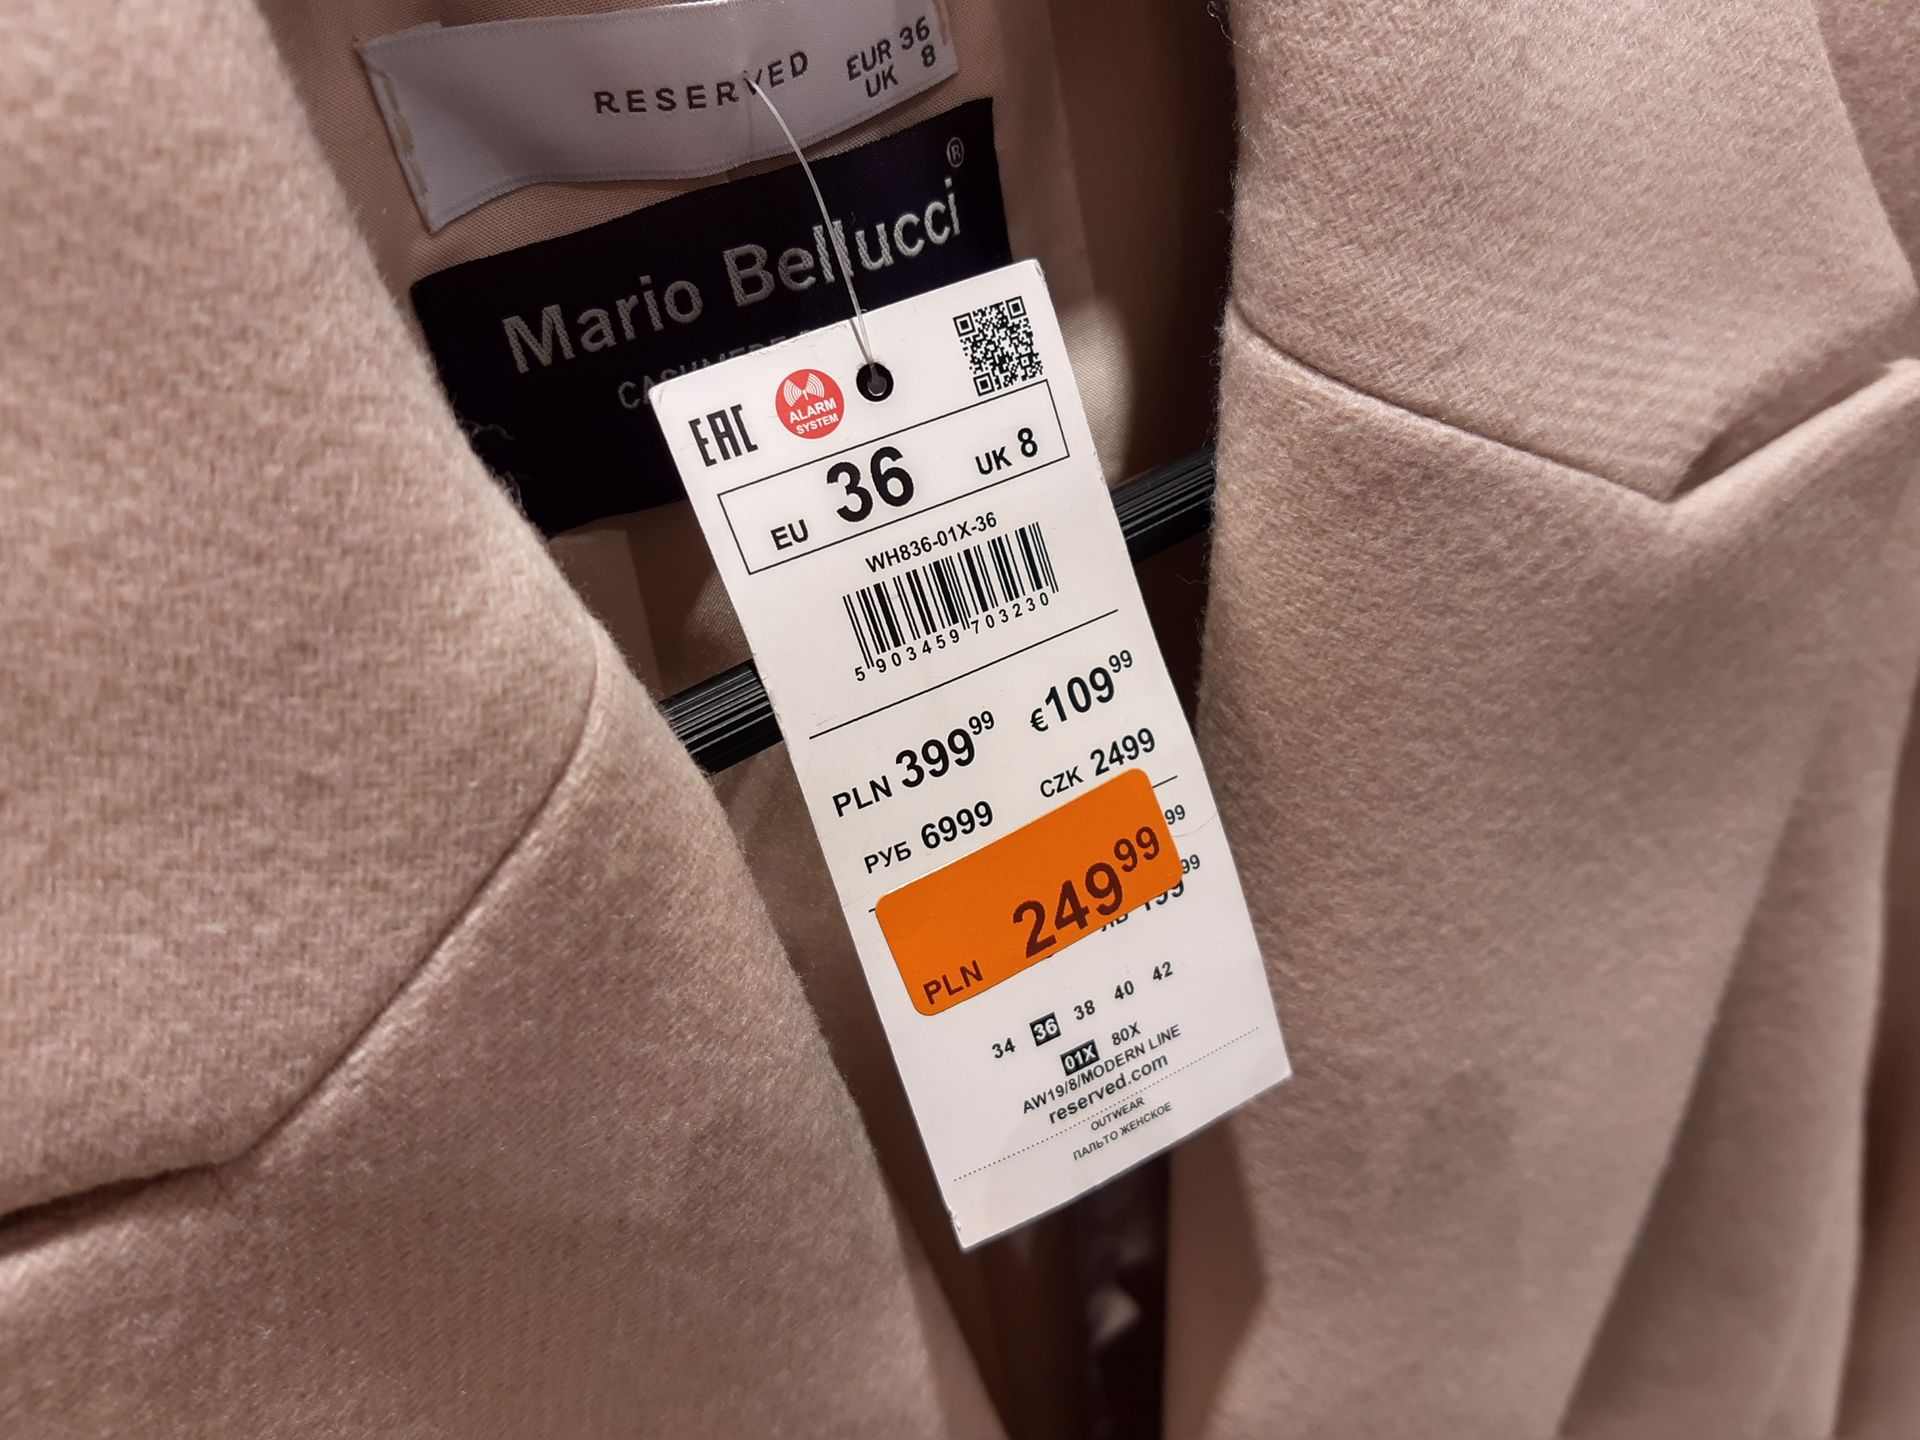 RESERVED
EUR 36
UK 8
Mario Bellucci ®
EAC
ALARM
SYSTEM
EU 36 UK 8
WH836-01X-36
5 903459 703230
PLN 399 99 € 109 99
РУБ 6999 CZK 2499
99
99
PLN 249 99
34 36 38 40 42
01X 80X
AW19/8/MODERN LINE
reserved.com
OUTWEAR
ПАЛЬТО ЖЕНСКОЕ